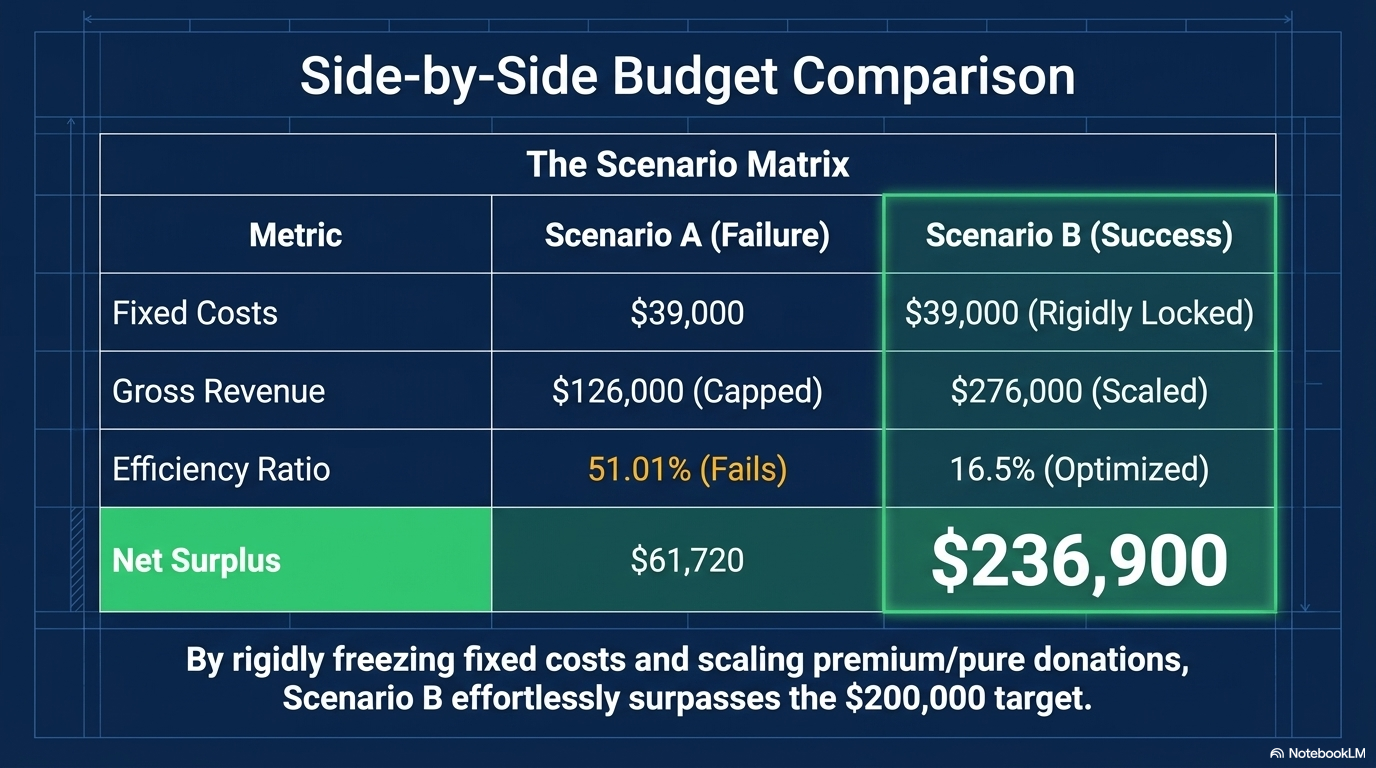 Side-by-Side Budget Comparison
The Scenario Matrix
Metric Scenario A (Failure) Scenario B (Success)
Fixed Costs $39,000 $39,000 (Rigidly Locked)
Gross Revenue $126,000 (Capped) $276,000 (Scaled)
Efficiency Ratio 51.01% (Fails) 16.5% (Optimized)
Net Surplus $61,720 $236,900
By rigidly freezing fixed costs and scaling premium/pure donations,
Scenario B effortlessly surpasses the $200,000 target.
NotebookLM